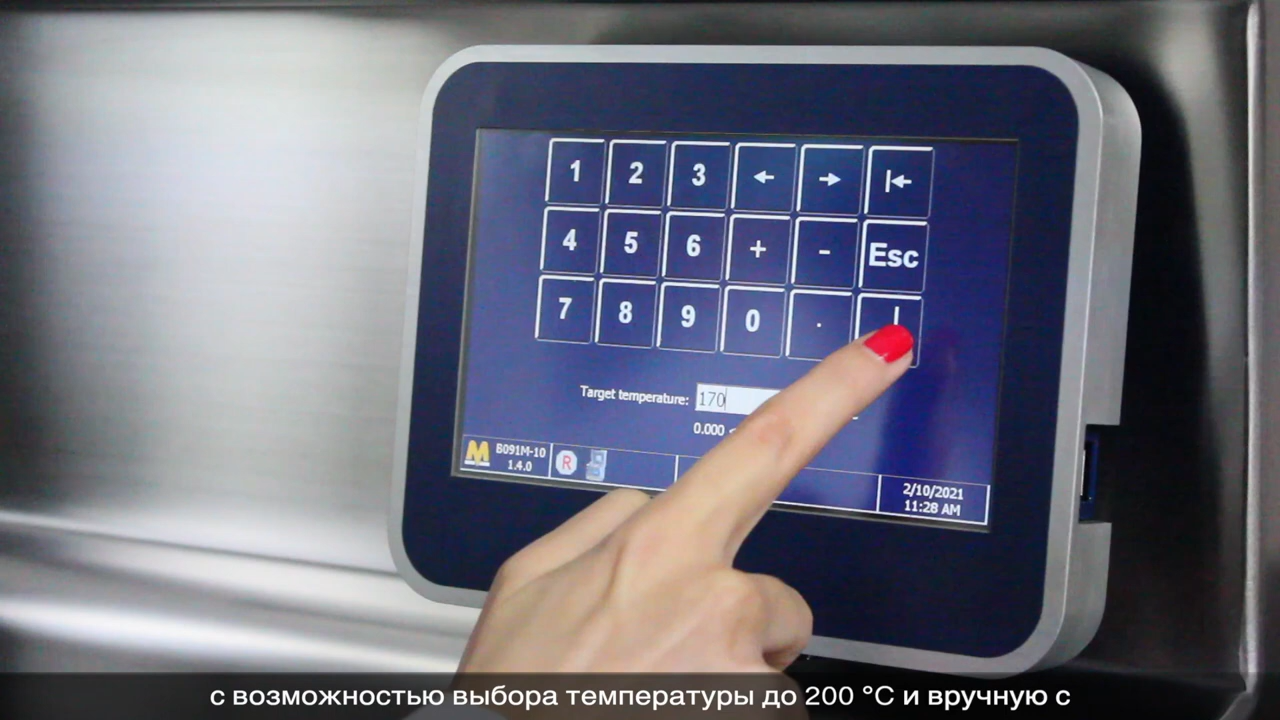 1 2 3 ← → |←
4 5 6 + - Esc
7 8 9 0 .
Target temperature: 170
0.000 <
B091M-10
1.4.0
R
2/10/2021
11:28 AM
с возможностью выбора температуры до 200 °C и вручную с